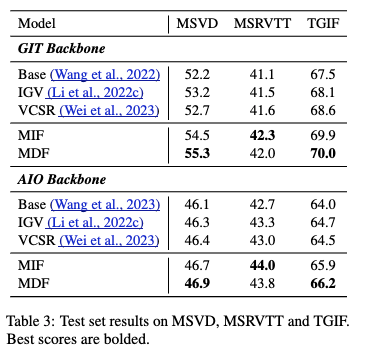 Model MSVD MSRVTT TGIF
GIT Backbone
Base (Wang et al., 2022) 52.2 41.1 67.5
IGV (Li et al., 2022c) 53.2 41.5 68.1
VCSR (Wei et al., 2023) 52.7 41.6 68.6
MIF 54.5 42.3 69.9
MDF 55.3 42.0 70.0
AIO Backbone
Base (Wang et al., 2023) 46.1 42.7 64.0
IGV (Li et al., 2022c) 46.3 43.3 64.7
VCSR (Wei et al., 2023) 46.4 43.0 64.5
MIF 46.7 44.0 65.9
MDF 46.9 43.8 66.2
Table 3: Test set results on MSVD, MSRVTT and TGIF.
Best scores are bolded.